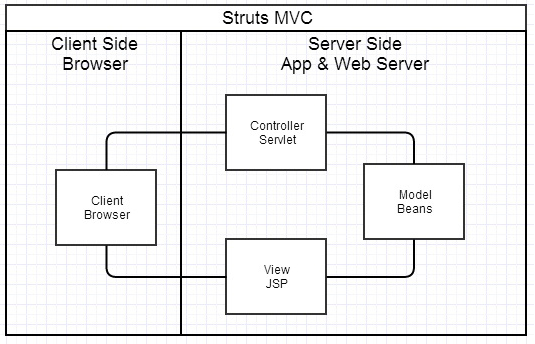 Struts MVC
Client Side
Browser
Server Side
App & Web Server
Controller
Servlet
Client
Browser
Model
Beans
View
JSP